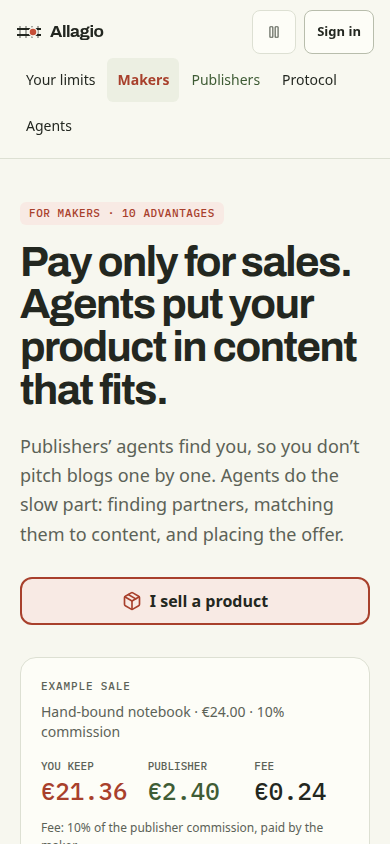 Allagio
Sign in
Your limits Makers Publishers Protocol
Agents
FOR MAKERS · 10 ADVANTAGES
Pay only for sales.
Agents put your
product in content
that fits.
Publishers’ agents find you, so you don’t
pitch blogs one by one. Agents do the
slow part: finding partners, matching
them to content, and placing the offer.
I sell a product
EXAMPLE SALE
Hand-bound notebook · €24.00 · 10%
commission
YOU KEEP PUBLISHER FEE
€21.36 €2.40 €0.24
Fee: 10% of the publisher commission, paid by the